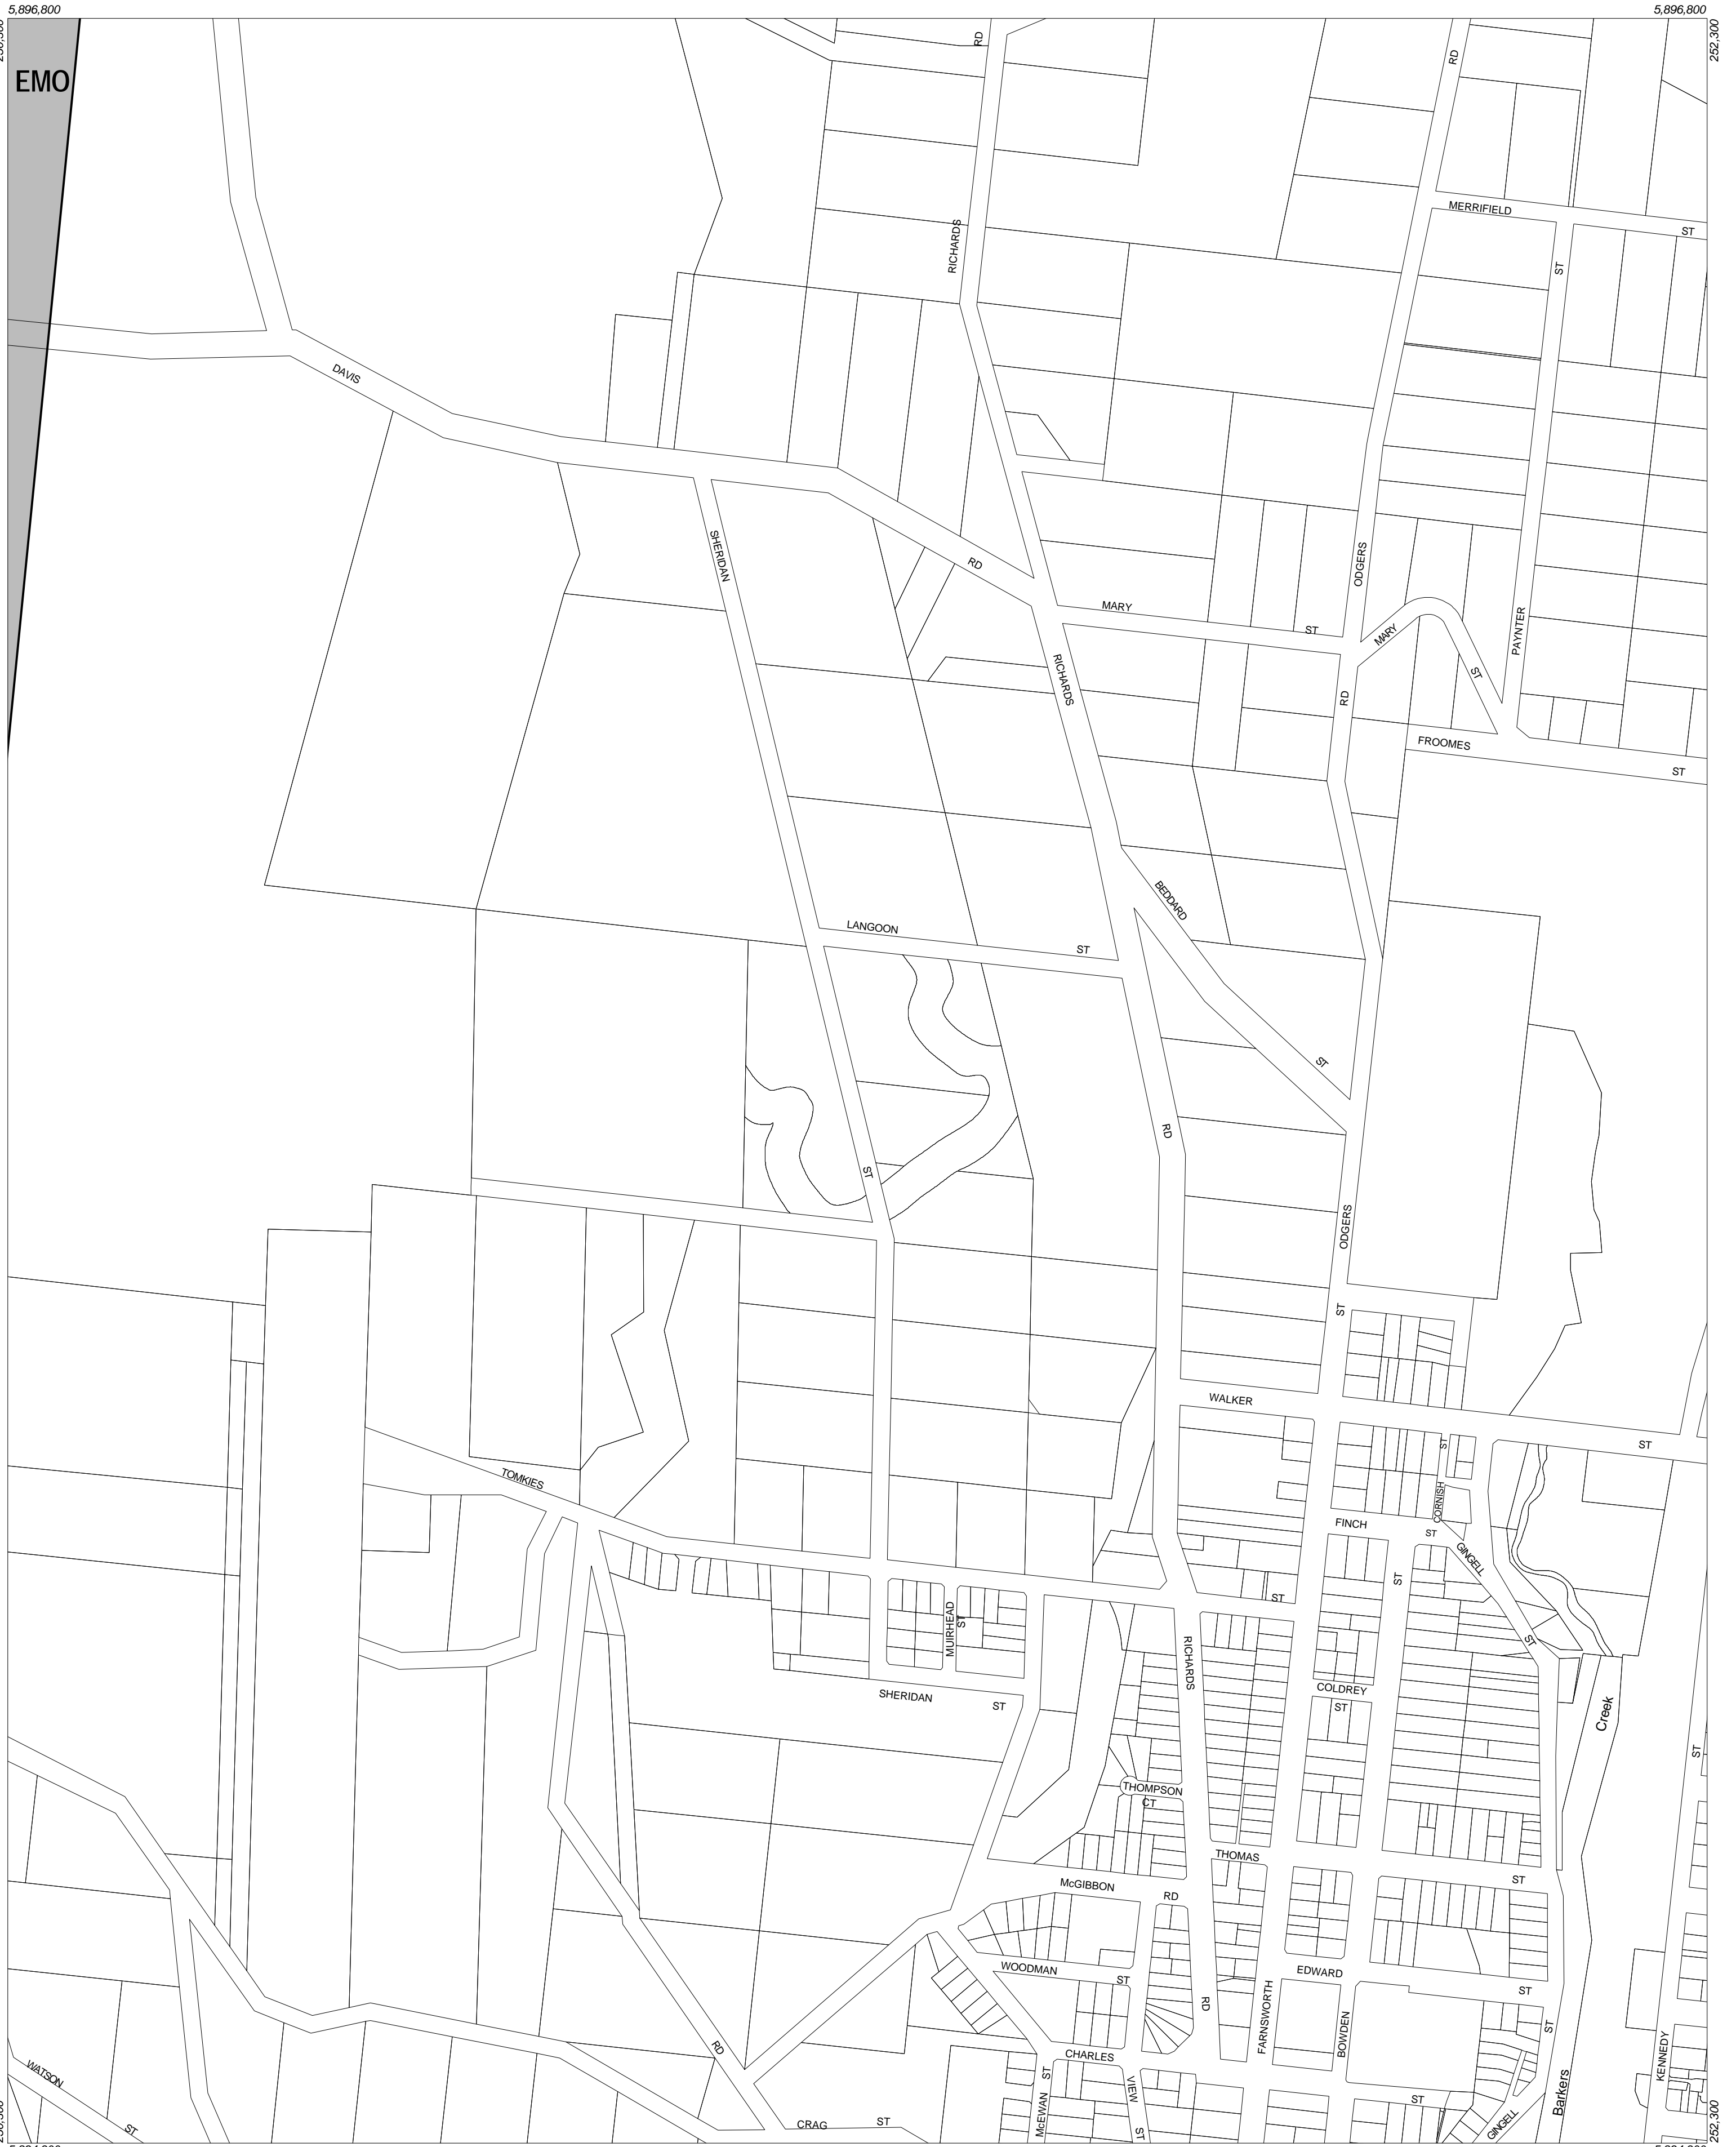 5,896,800
5,896,800
252,300
EMO
RD
RD
MERRIFIELD
ST
RICHARDS
ST
DAVIS
SHERIDAN
RD
ODGERS
MARY
ST
MARY
PAYNTER
ST
RICHARDS
RD
FROOMES
ST
BEDDARD
LANGOON
ST
ST
RD
ST
ODGERS
ST
WALKER
ST
ST
TOMKIES
CORNISH
FINCH
ST
GINGELL
ST
ST
MUIRHEAD
ST
ST
RICHARDS
COLDREY
ST
SHERIDAN
ST
Creek
ST
THOMPSON
CT
THOMAS
ST
McGIBBON
RD
WOODMAN
ST
EDWARD
ST
RD
FARNSWORTH
BOWDEN
ST
RD
CHARLES
ST
KENNEDY
WATSON
ST
McEWAN
VIEW
ST
ST
Barkers
GINGELL
CRAG
ST
252,300